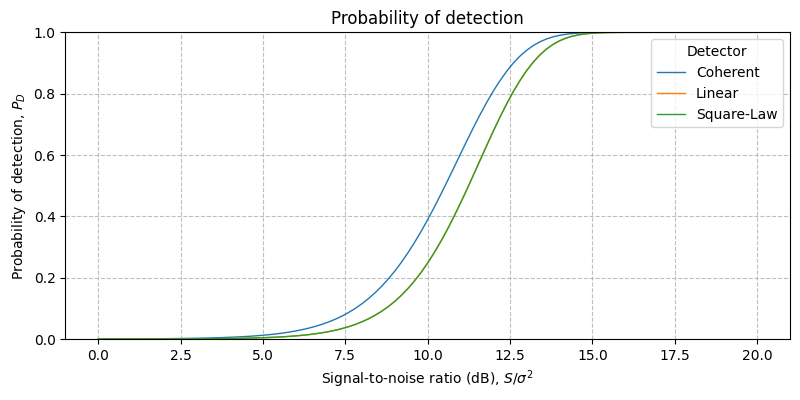 Probability of detection
Probability of detection, $P_D$
1.0
0.8
0.6
0.4
0.2
0.0
Detector
Coherent
Linear
Square-Law
0.0 2.5 5.0 7.5 10.0 12.5 15.0 17.5 20.0
Signal-to-noise ratio (dB), $S/\sigma^2$